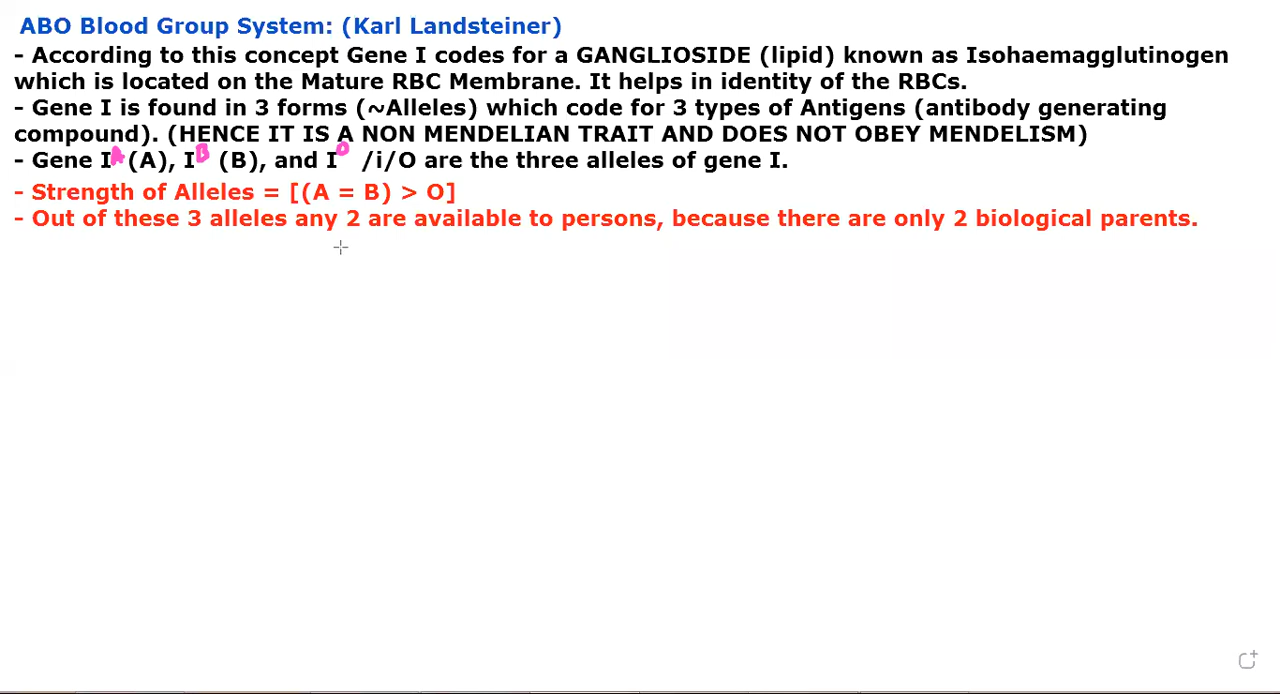 ABO Blood Group System: (Karl Landsteiner)
- According to this concept Gene I codes for a GANGLIOSIDE (lipid) known as Isohaemagglutinogen
which is located on the Mature RBC Membrane. It helps in identity of the RBCs.
- Gene I is found in 3 forms (~Alleles) which code for 3 types of Antigens (antibody generating
compound). (HENCE IT IS A NON MENDELIAN TRAIT AND DOES NOT OBEY MENDELISM)
- Gene I^A (A), I^B (B), and I^O /i/O are the three alleles of gene I.
- Strength of Alleles = [(A = B) > O]
- Out of these 3 alleles any 2 are available to persons, because there are only 2 biological parents.